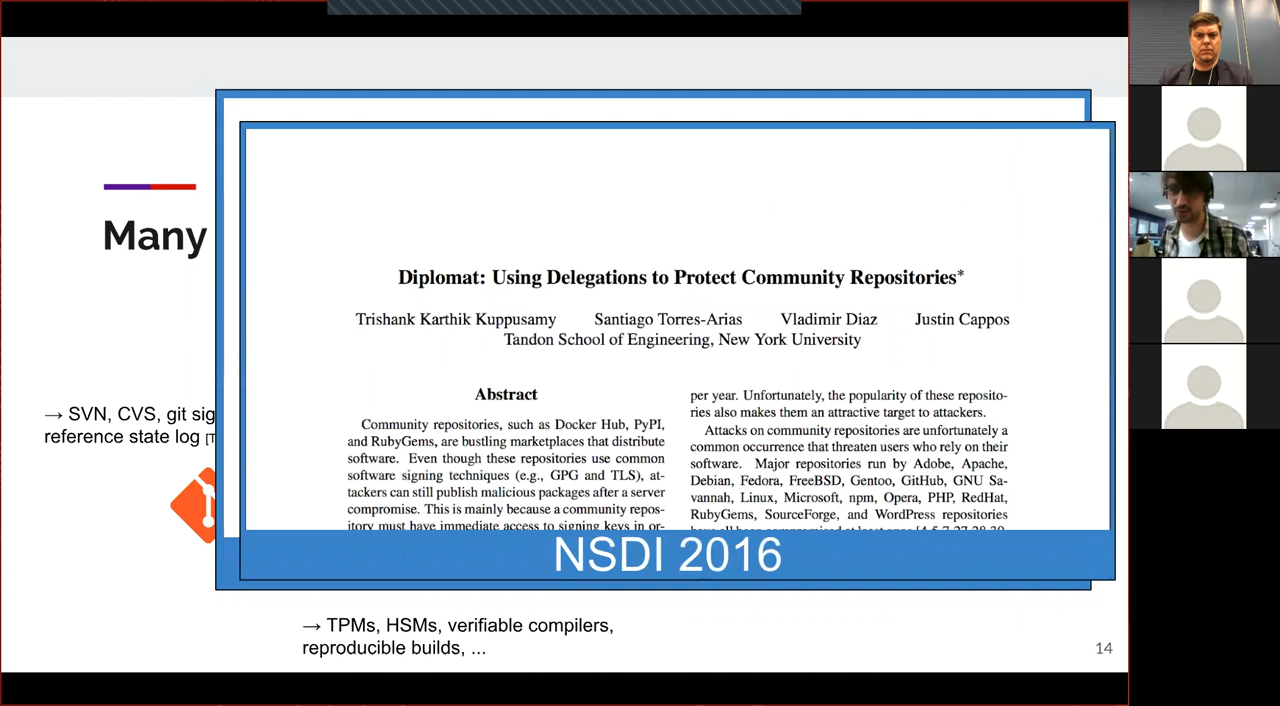 Many
→ SVN, CVS, git sig
reference state log [T
Diplomat: Using Delegations to Protect Community Repositories*
Trishank Karthik Kuppusamy Santiago Torres-Arias Vladimir Diaz Justin Cappos
Tandon School of Engineering, New York University
Abstract
Community repositories, such as Docker Hub, PyPI,
and RubyGems, are bustling marketplaces that distribute
software. Even though these repositories use common
software signing techniques (e.g., GPG and TLS), at-
tackers can still publish malicious packages after a server
compromise. This is mainly because a community repos-
itory must have immediate access to signing keys in or-
per year. Unfortunately, the popularity of these reposito-
ries also makes them an attractive target to attackers.
Attacks on community repositories are unfortunately a
common occurrence that threaten users who rely on their
software. Major repositories run by Adobe, Apache,
Debian, Fedora, FreeBSD, Gentoo, GitHub, GNU Sa-
vannah, Linux, Microsoft, npm, Opera, PHP, RedHat,
RubyGems, SourceForge, and WordPress repositories
NSDI 2016
→ TPMs, HSMs, verifiable compilers,
reproducible builds, ...
14